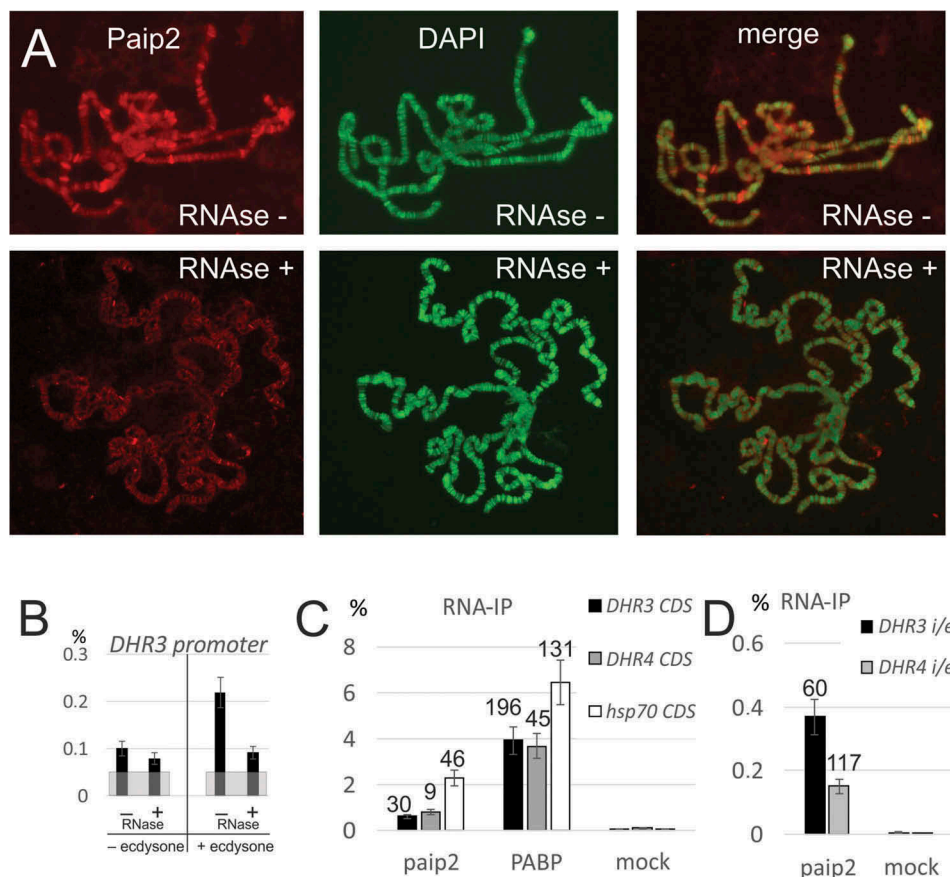 A
Paip2
DAPI
merge
RNAse -
RNAse -
RNAse -
RNAse +
RNAse +
RNAse +
B
%
DHR3 promoter
0.3
0.2
0.1
0
– + – +
RNase RNase
– ecdysone + ecdysone
C
%
RNA-IP
DHR3 CDS
DHR4 CDS
hsp70 CDS
8
6
4
2
0
30
9
46
196
45
131
paip2 PABP mock
D
% RNA-IP
DHR3 i/e
DHR4 i/e
0.6
0.4
0.2
0
60
117
paip2 mock